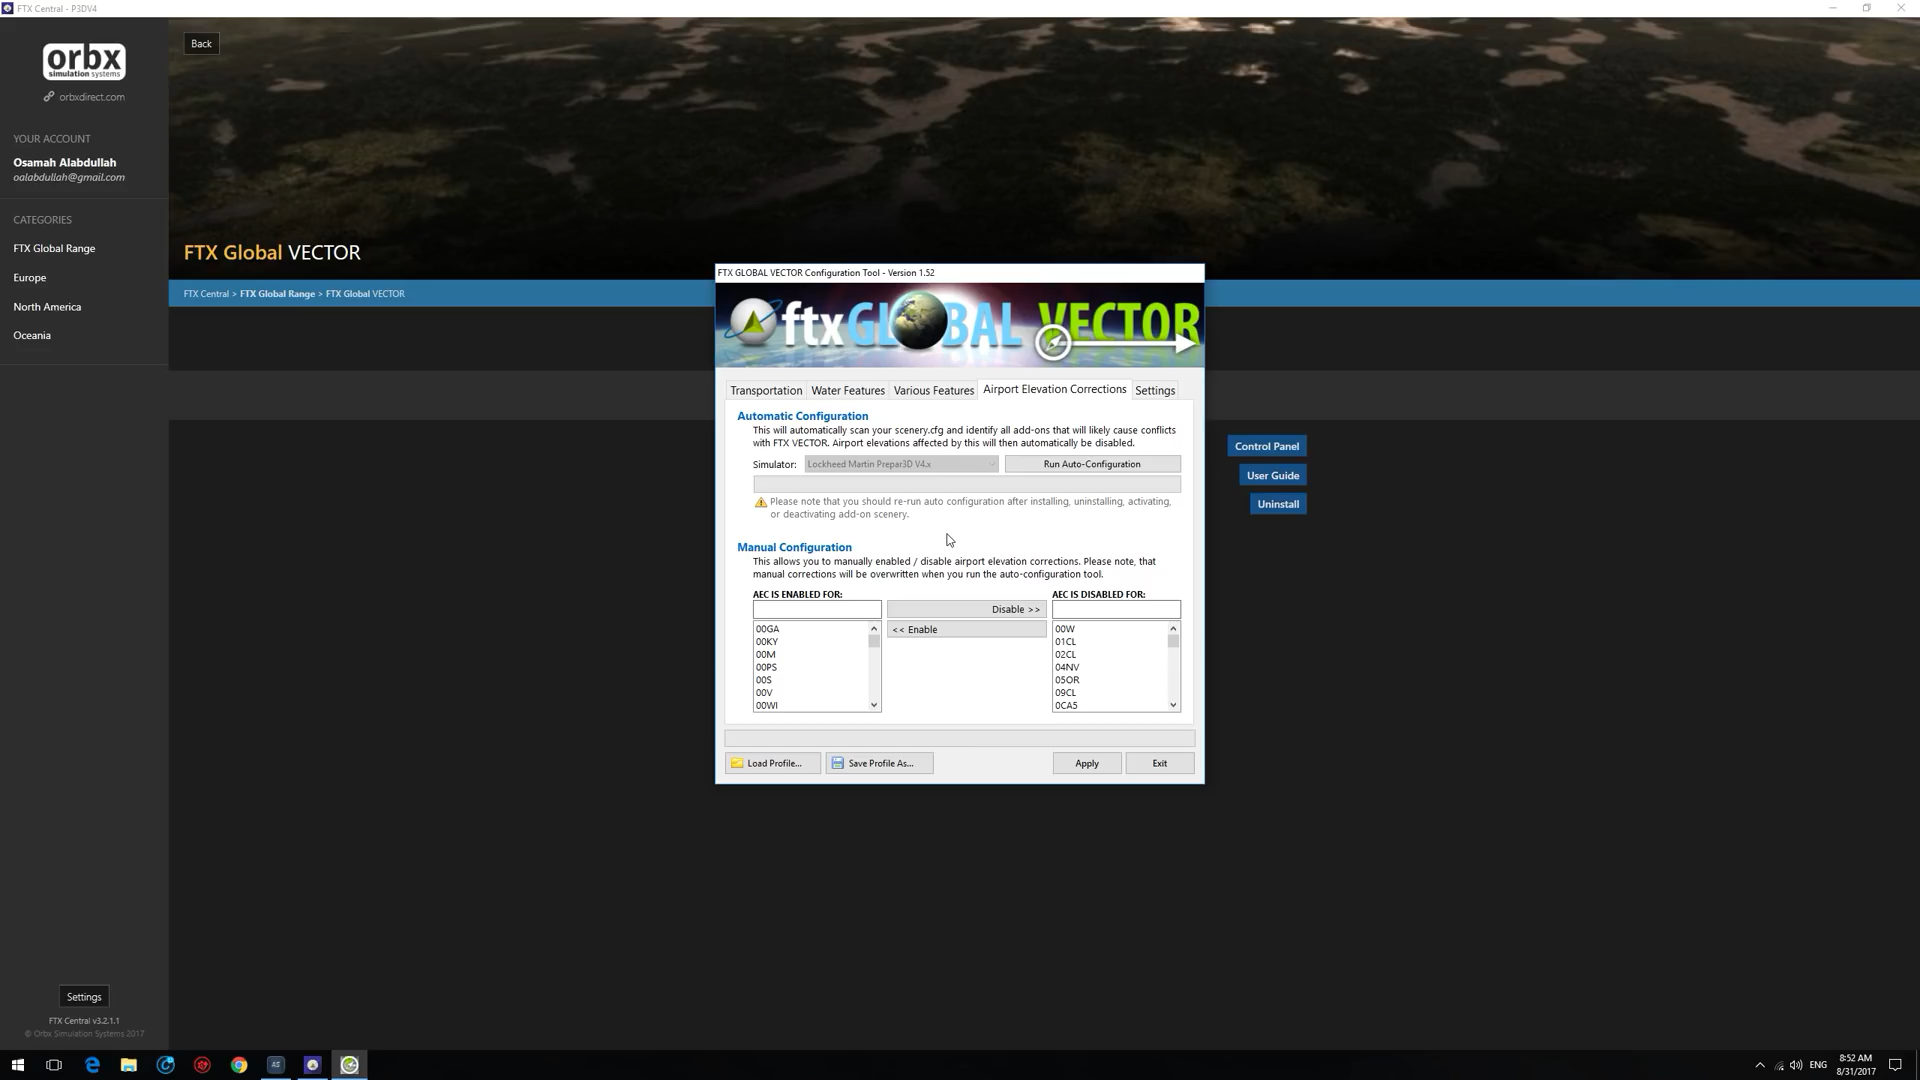 FTX Central - P3DV4
orbx
simulation systems
orbxdirect.com
YOUR ACCOUNT
Osamah Alabdullah
oalabdullah@gmail.com
CATEGORIES
FTX Global Range
Europe
North America
Oceania
Settings
FTX Central v3.2.1.1
© Orbx Simulation Systems 2017
Back
FTX Global VECTOR
FTX Central > FTX Global Range > FTX Global VECTOR
Control Panel
User Guide
Uninstall
FTX GLOBAL VECTOR Configuration Tool - Version 1.52
ftxGLOBAL VECTOR
Transportation Water Features Various Features Airport Elevation Corrections Settings
Automatic Configuration
This will automatically scan your scenery.cfg and identify all add-ons that will likely cause conflicts
with FTX VECTOR. Airport elevations affected by this will then automatically be disabled.
Simulator: Lockheed Martin Prepar3D V4.x Run Auto-Configuration
Please note that you should re-run auto configuration after installing, uninstalling, activating,
or deactivating add-on scenery.
Manual Configuration
This allows you to manually enabled / disable airport elevation corrections. Please note, that
manual corrections will be overwritten when you run the auto-configuration tool.
AEC IS ENABLED FOR: AEC IS DISABLED FOR:
Disable >>
<< Enable
00GA 00W
00KY 01CL
00M 02CL
00PS 04NV
00S 05OR
00V 09CL
00WI 0CA5
Load Profile... Save Profile As... Apply Exit
AS
ENG
8:52 AM
8/31/2017